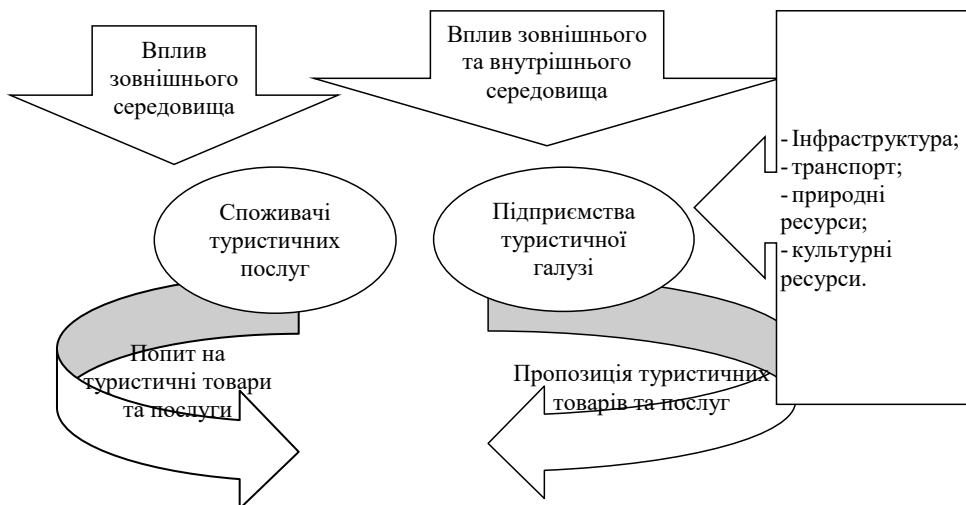 Вплив
зовнішнього
середовища
Вплив зовнішнього
та внутрішнього
середовища
- Інфраструктура;
- транспорт;
- природні
ресурси;
- культурні
ресурси.
Споживачі
туристичних
послуг
Підприємства
туристичної
галузі
Попит на
туристичні товари
та послуги
Пропозиція туристичних
товарів та послуг